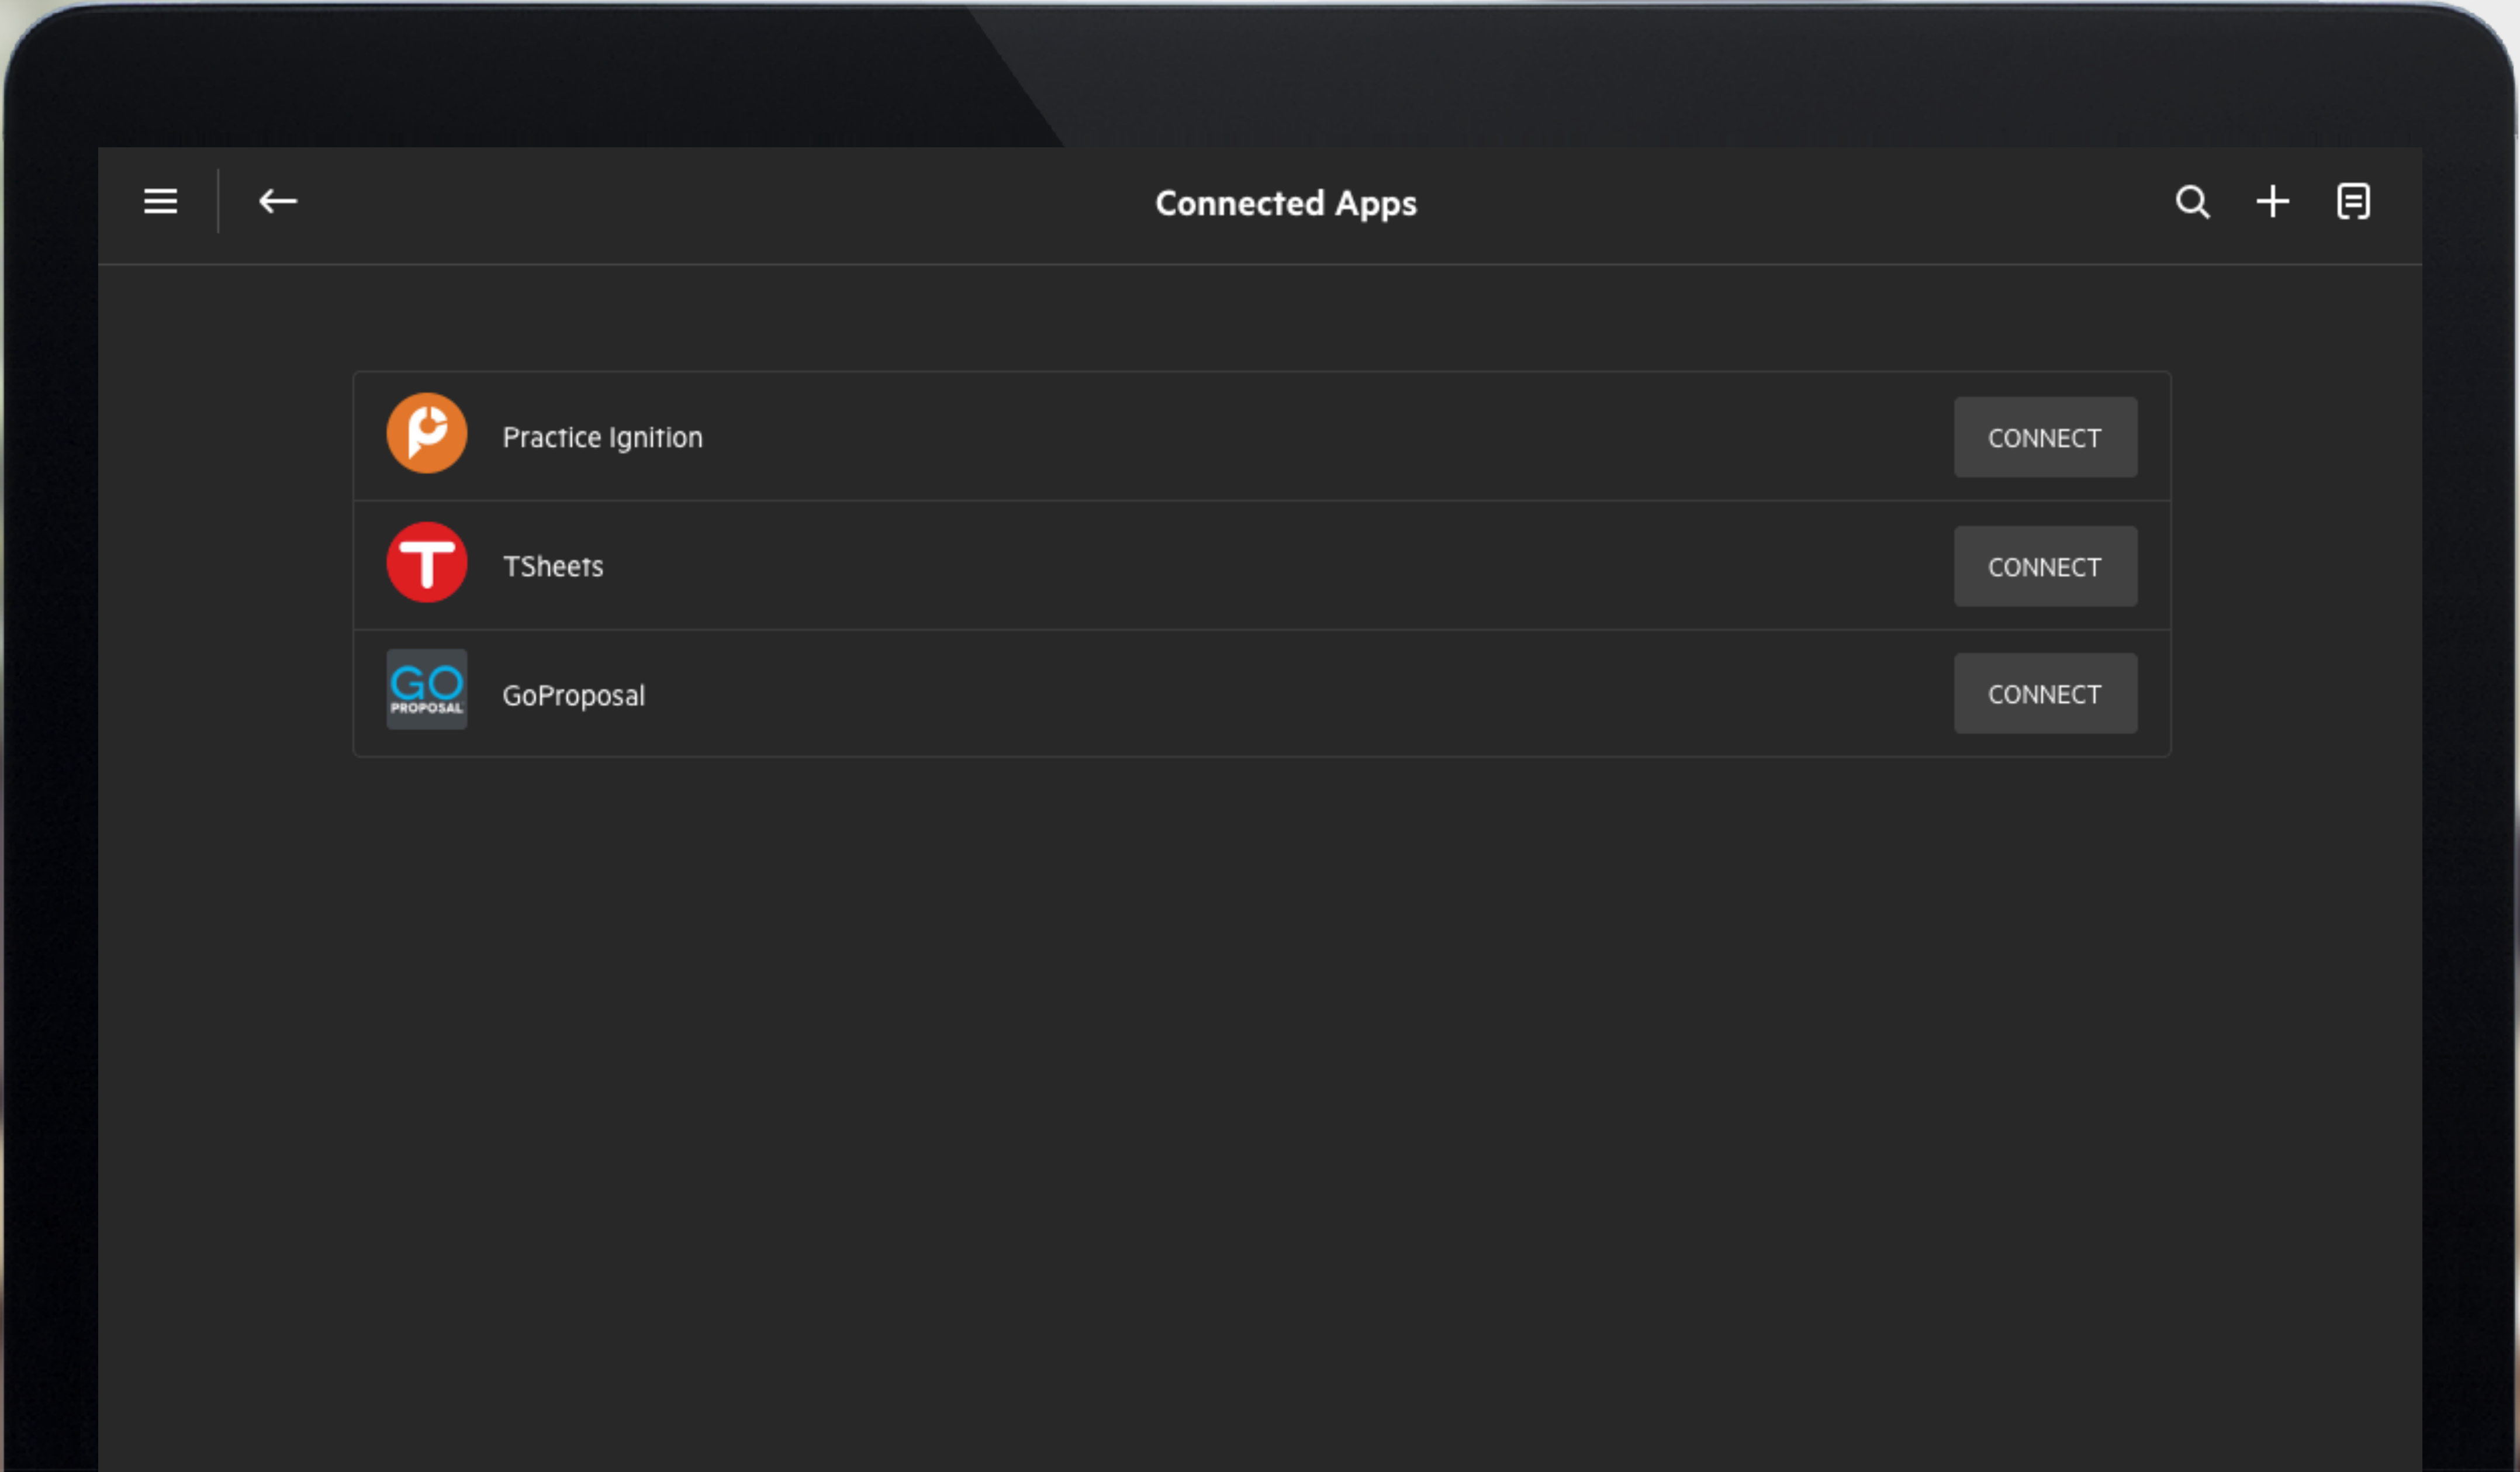 Connected Apps
Practice Ignition
CONNECT
TSheets
CONNECT
GO
PROPOSAL
GoProposal
CONNECT